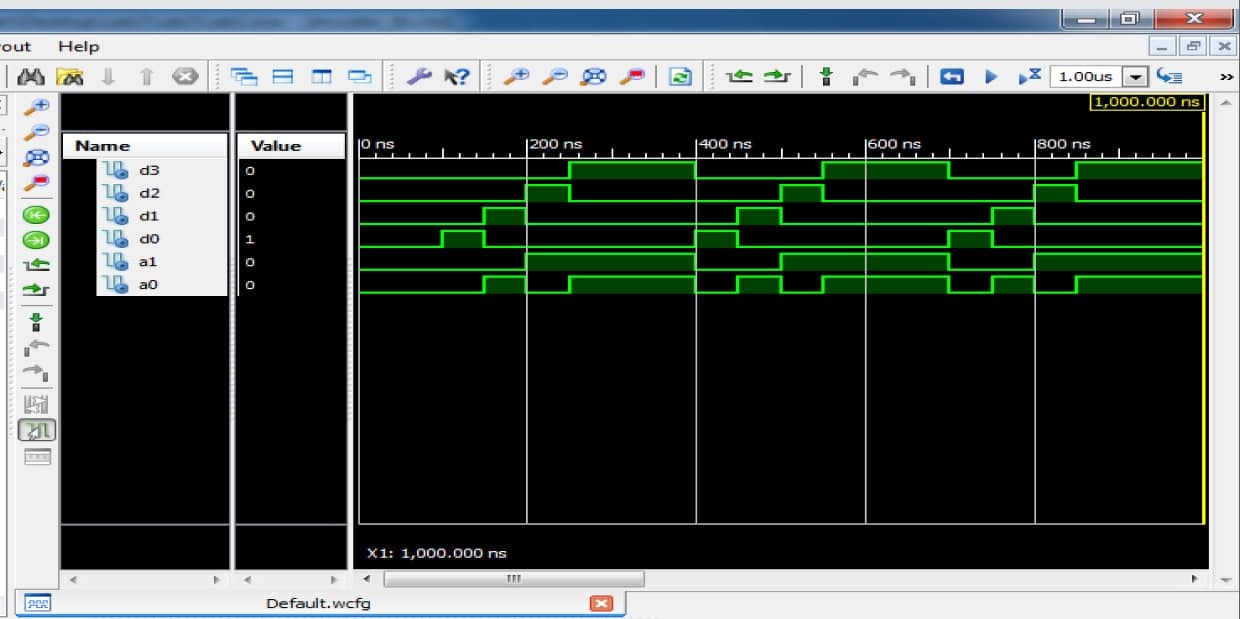 out Help
1.00us
1,000.000 ns
Name Value
0 ns 200 ns 400 ns 600 ns 800 ns
d3 0
d2 0
d1 0
d0 1
a1 0
a0 0
X1: 1,000.000 ns
Default.wcfg